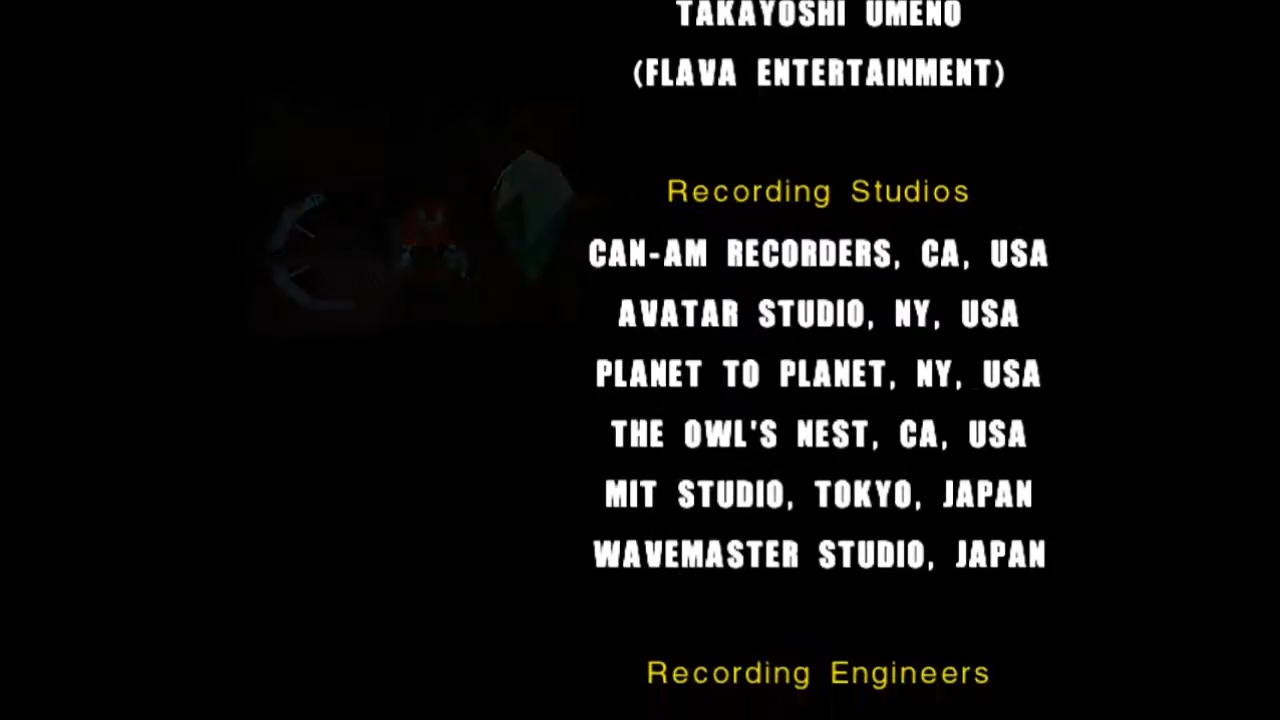 TAKAYOSHI UMENO
(FLAVA ENTERTAINMENT)
Recording Studios
CAN-AM RECORDERS, CA, USA
AVATAR STUDIO, NY, USA
PLANET TO PLANET, NY, USA
THE OWL'S NEST, CA, USA
MIT STUDIO, TOKYO, JAPAN
WAVEMASTER STUDIO, JAPAN
Recording Engineers